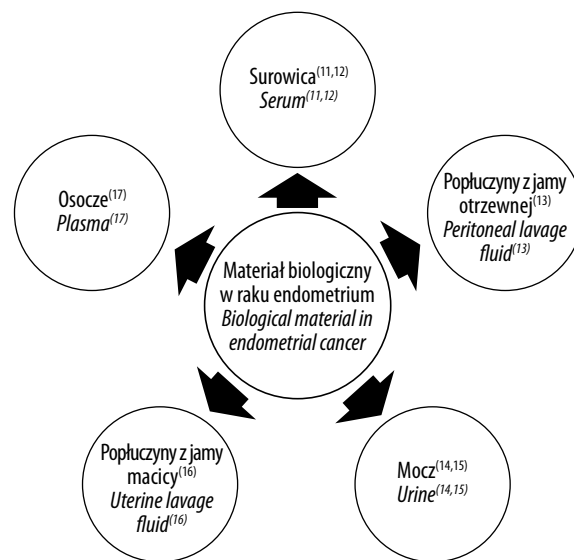 Surowica(11,12)
Serum(11,12)
Osocze(17)
Plasma(17)
Popłuczyny z jamy
otrzewnej(13)
Peritoneal lavage
fluid(13)
Materiał biologiczny
w raku endometrium
Biological material in
endometrial cancer
Popłuczyny z jamy
macicy(16)
Uterine lavage
fluid(16)
Mocz(14,15)
Urine(14,15)